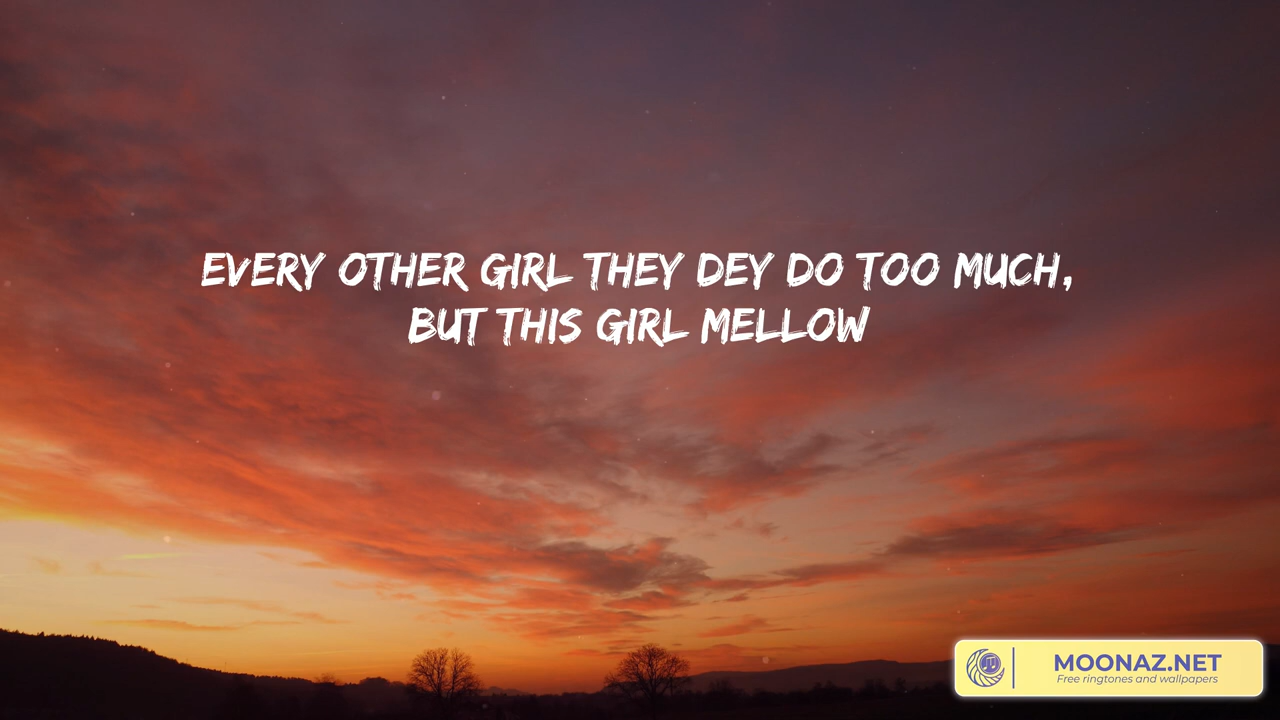 EVERY OTHER GIRL THEY DEY DO TOO MUCH,
BUT THIS GIRL MELLOW
MOONAZ.NET
Free ringtones and wallpapers